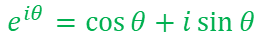 e^{iθ} = cos θ + i sin θ